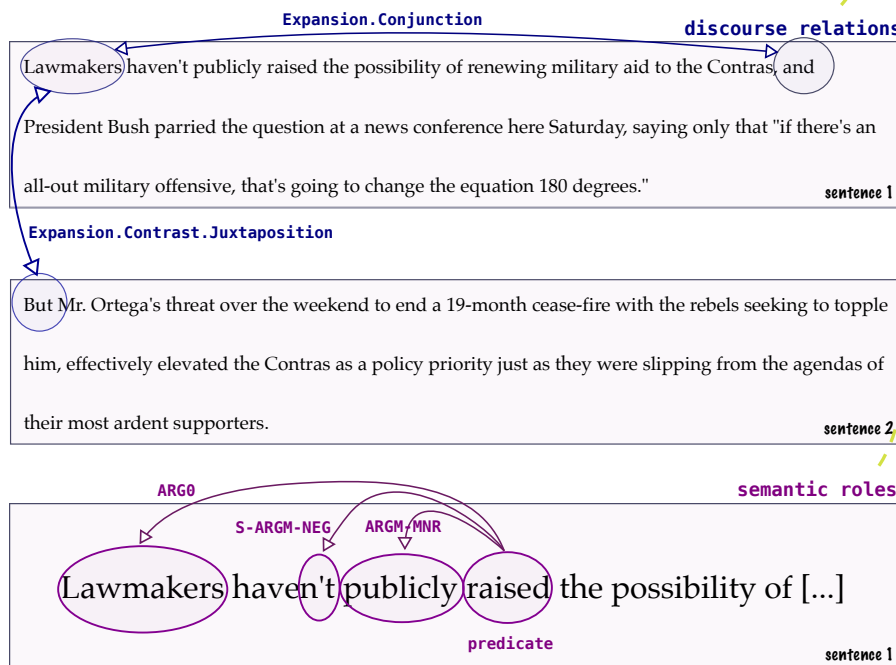 Expansion.Conjunction
discourse relations
Lawmakers haven't publicly raised the possibility of renewing military aid to the Contras, and
President Bush parried the question at a news conference here Saturday, saying only that "if there's an
all-out military offensive, that's going to change the equation 180 degrees."
sentence 1
Expansion.Contrast.Juxtaposition
But Mr. Ortega's threat over the weekend to end a 19-month cease-fire with the rebels seeking to topple
him, effectively elevated the Contras as a policy priority just as they were slipping from the agendas of
their most ardent supporters.
sentence 2
semantic roles
ARG0
S-ARGM-NEG ARGM-MNR
Lawmakers haven't publicly raised the possibility of [...]
predicate
sentence 1